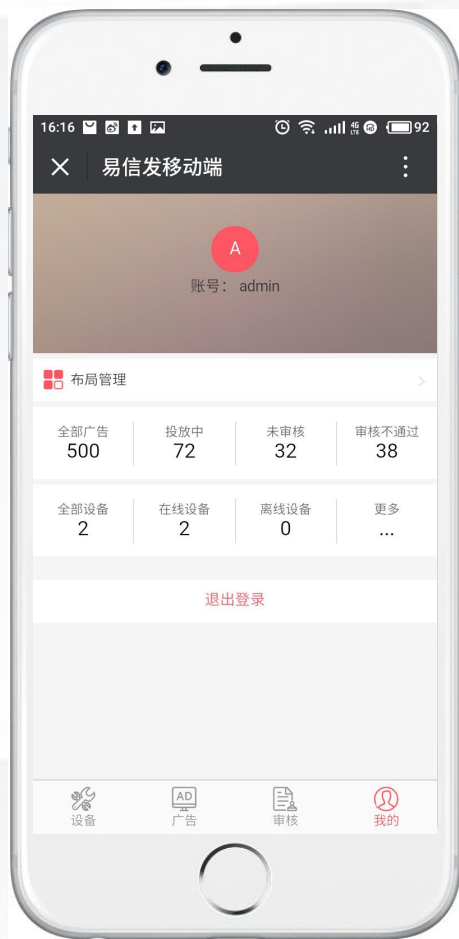 16:16 4G LTE 92
易信发移动端
A
账号： admin
布局管理
全部广告 投放中 未审核 审核不通过
500 72 32 38
全部设备 在线设备 离线设备 更多
2 2 0 ...
退出登录
AD
设备 广告 审核 我的